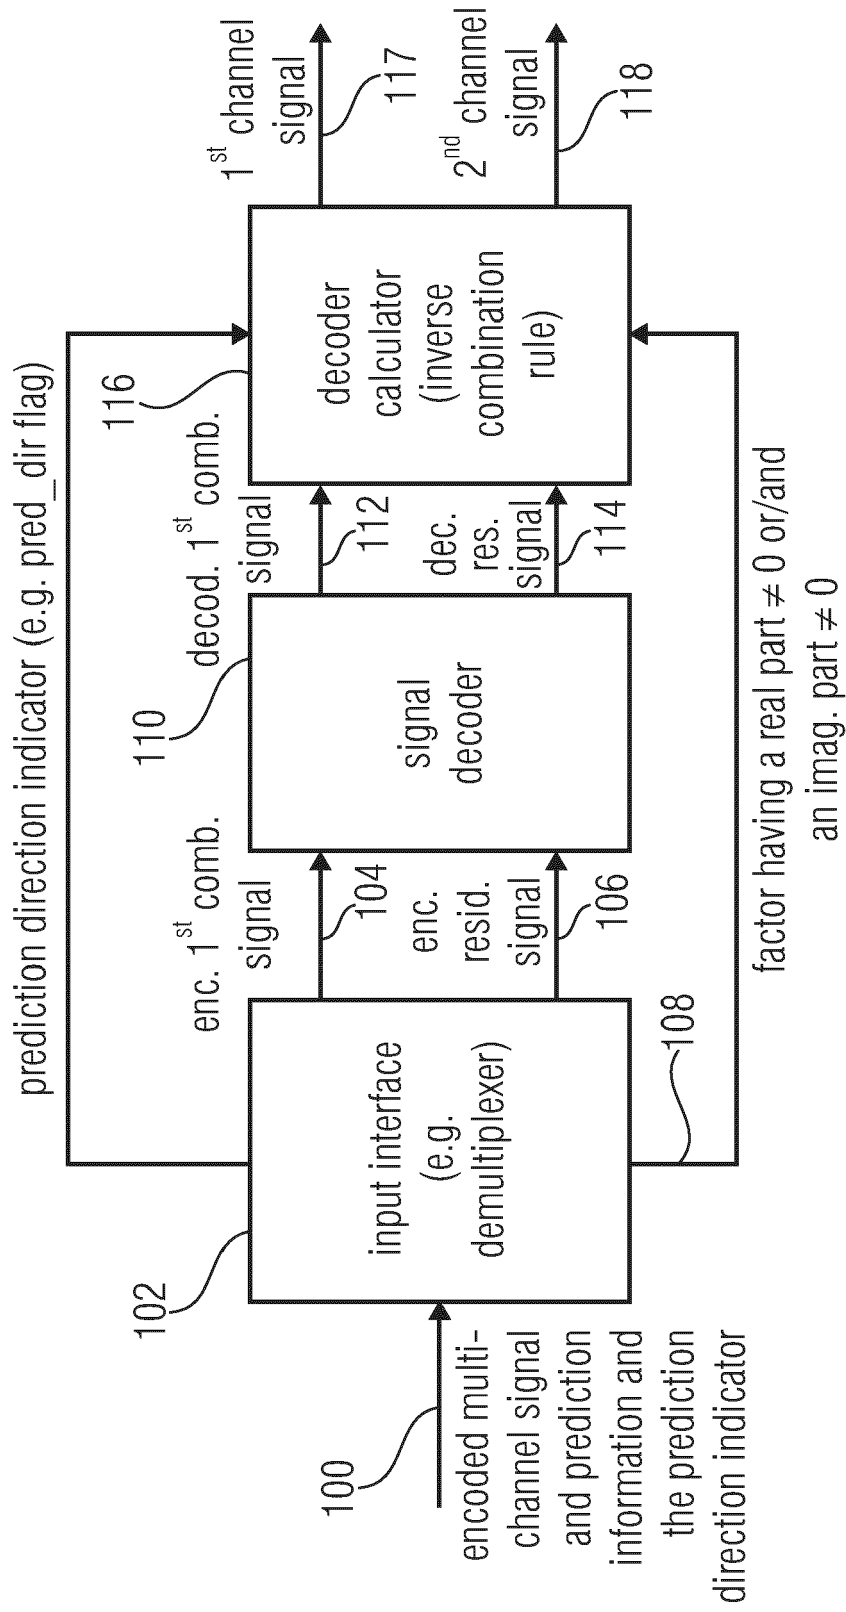 prediction direction indicator (e.g. pred_dir flag)
100
encoded multi-
channel signal
and prediction
information and
the prediction
direction indicator
102
input interface
(e.g.
demultiplexer)
enc. 1st comb.
signal
104
enc.
resid.
signal
106
108
110
signal
decoder
decod. 1st comb.
signal
112
dec.
res.
signal
114
116
decoder
calculator
(inverse
combination
rule)
1st channel
signal
117
2nd channel
signal
118
factor having a real part ≠ 0 or/and
an imag. part ≠ 0